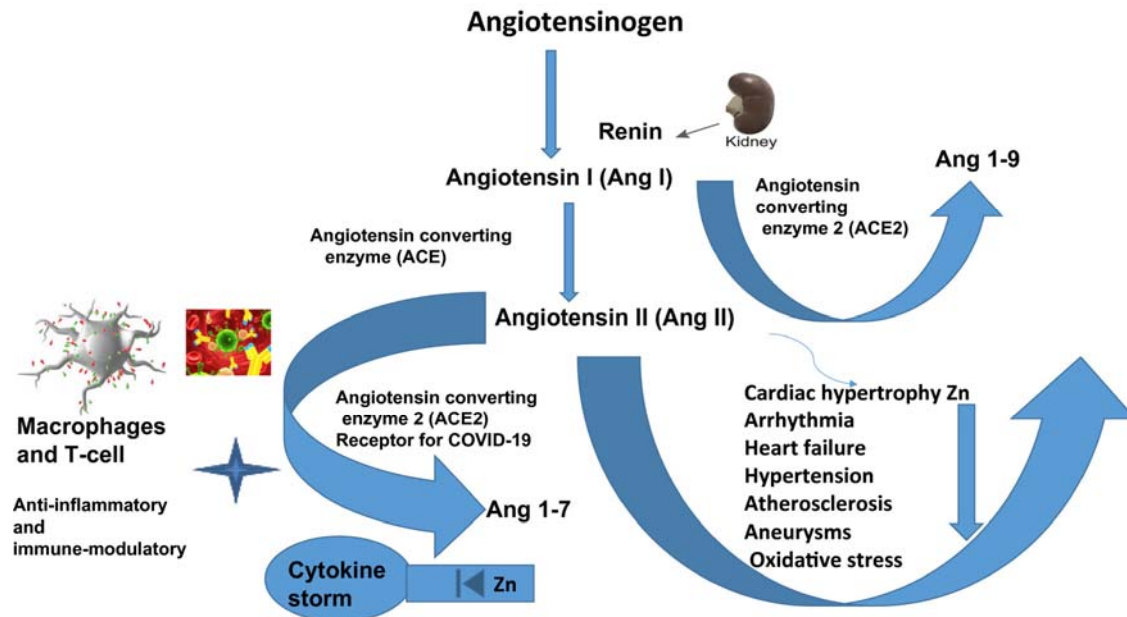 Angiotensinogen
Renin
Kidney
Angiotensin I (Ang I)
Ang 1-9
Angiotensin
converting
enzyme 2 (ACE2)
Angiotensin converting
enzyme (ACE)
Angiotensin II (Ang II)
Cardiac hypertrophy Zn
Arrhythmia
Heart failure
Hypertension
Atherosclerosis
Aneurysms
Oxidative stress
Angiotensin converting
enzyme 2 (ACE2)
Receptor for COVID-19
Macrophages
and T-cell
Anti-inflammatory
and
immune-modulatory
Ang 1-7
Cytokine
storm
Zn